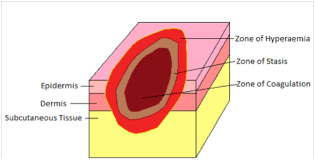 Zone of Hyperaemia
Zone of Stasis
Zone of Coagulation
Epidermis
Dermis
Subcutaneous Tissue